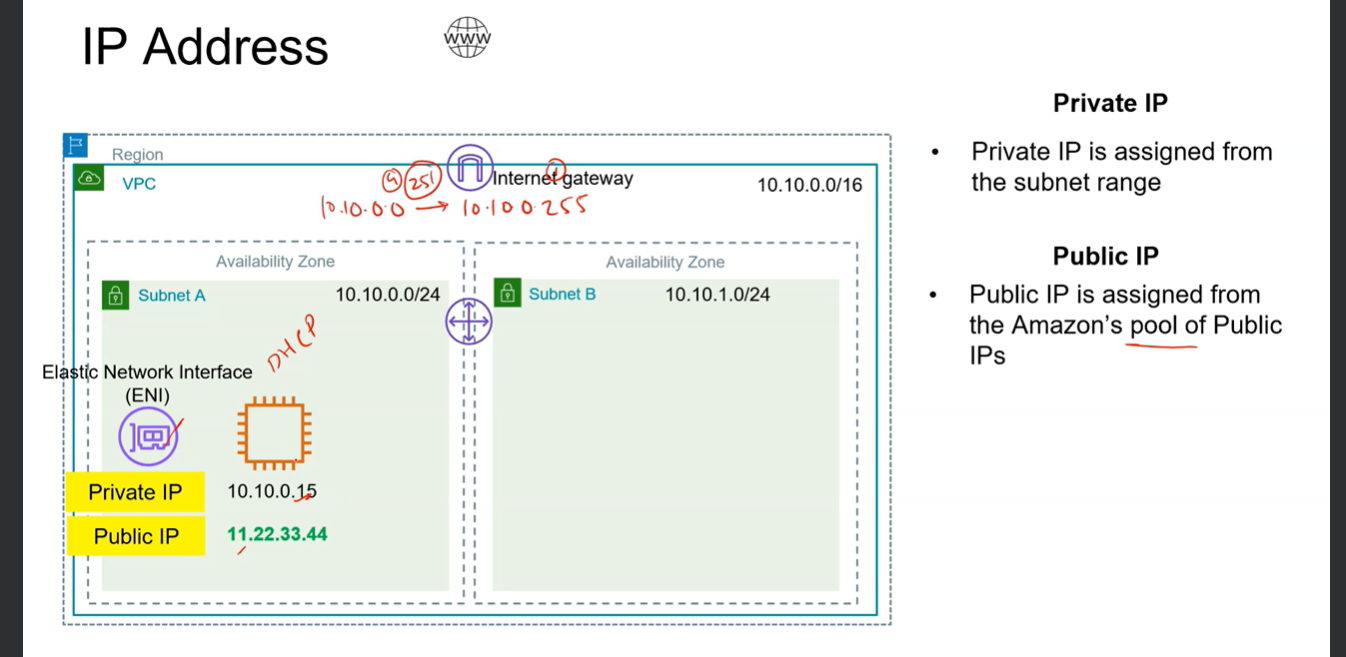 IP Address
WWW
Region
VPC
4 251
Internet gateway
1
10.10.0.0/16
10.10.0.0 → 10.10 0.255
Availability Zone
Availability Zone
Subnet A
10.10.0.0/24
Subnet B
10.10.1.0/24
DHCP
Elastic Network Interface
(ENI)
Private IP
10.10.0.15
Public IP
11.22.33.44
Private IP
• Private IP is assigned from
the subnet range
Public IP
• Public IP is assigned from
the Amazon's pool of Public
IPs